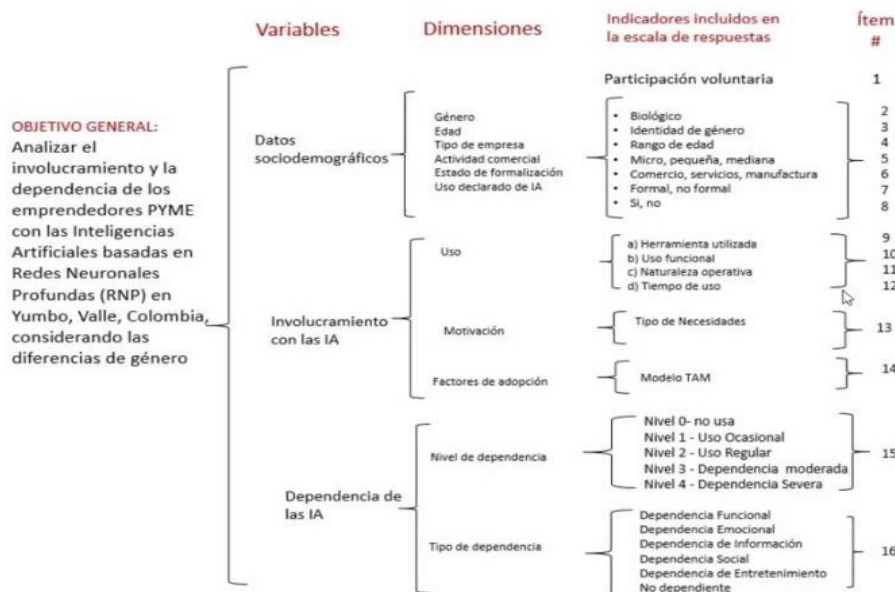 Variables
Dimensiones
Indicadores incluidos en
la escala de respuestas
Ítem
#
Participación voluntaria
1
OBJETIVO GENERAL:
Analizar el
involucramiento y la
dependencia de los
emprendedores PYME
con las Inteligencias
Artificiales basadas en
Redes Neuronales
Profundas (RNP) en
Yumbo, Valle, Colombia,
considerando las
diferencias de género
Datos
sociodemográficos
Género
Edad
Tipo de empresa
Actividad comercial
Estado de formalización
Uso declarado de IA
• Biológico
• Identidad de género
• Rango de edad
• Micro, pequeña, mediana
• Comercio, servicios, manufactura
• Formal, no formal
• Si, no
2
3
4
5
6
7
8
Involucramiento
con las IA
Uso
a) Herramienta utilizada
b) Uso funcional
c) Naturaleza operativa
d) Tiempo de uso
9
10
11
12
Motivación
Tipo de Necesidades
13
Factores de adopción
Modelo TAM
14
Dependencia de
las IA
Nivel de dependencia
Nivel 0- no usa
Nivel 1 - Uso Ocasional
Nivel 2 - Uso Regular
Nivel 3 - Dependencia moderada
Nivel 4 - Dependencia Severa
15
Tipo de dependencia
Dependencia Funcional
Dependencia Emocional
Dependencia de Información
Dependencia Social
Dependencia de Entretenimiento
No dependiente
16